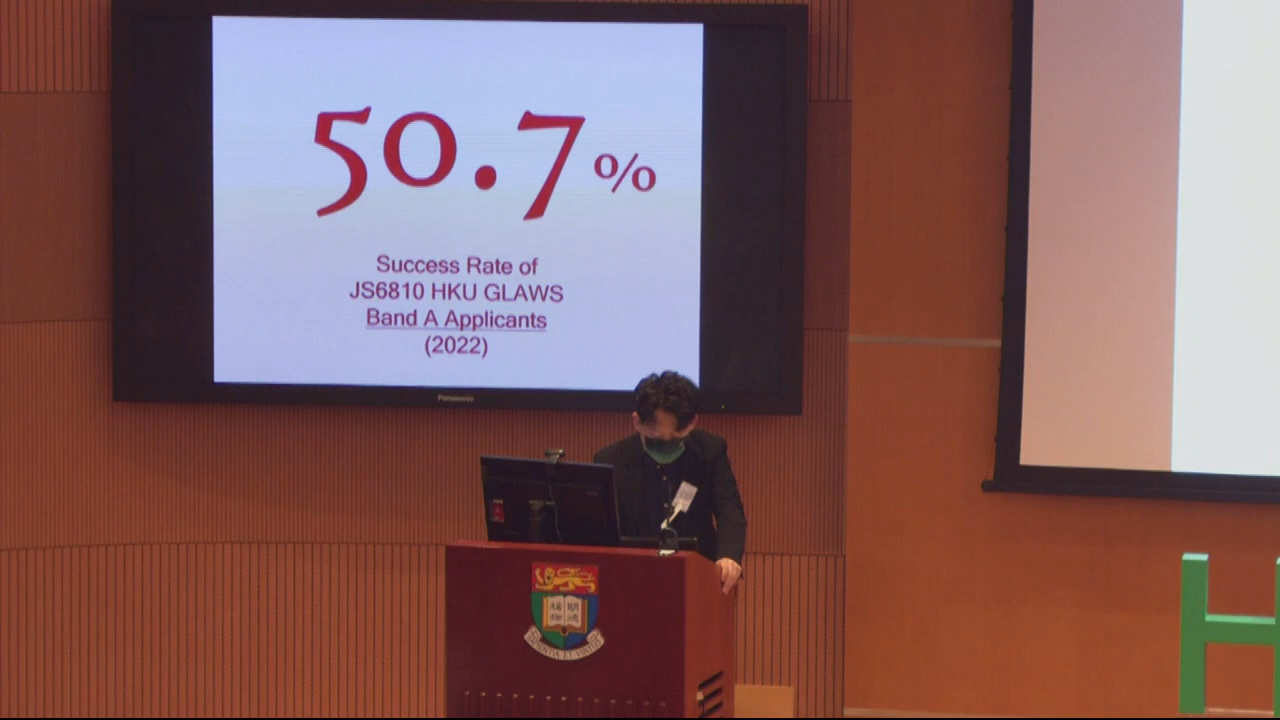 50.7%
Success Rate of
JS6810 HKU GLAWS
Band A Applicants
(2022)
Panasonic
H